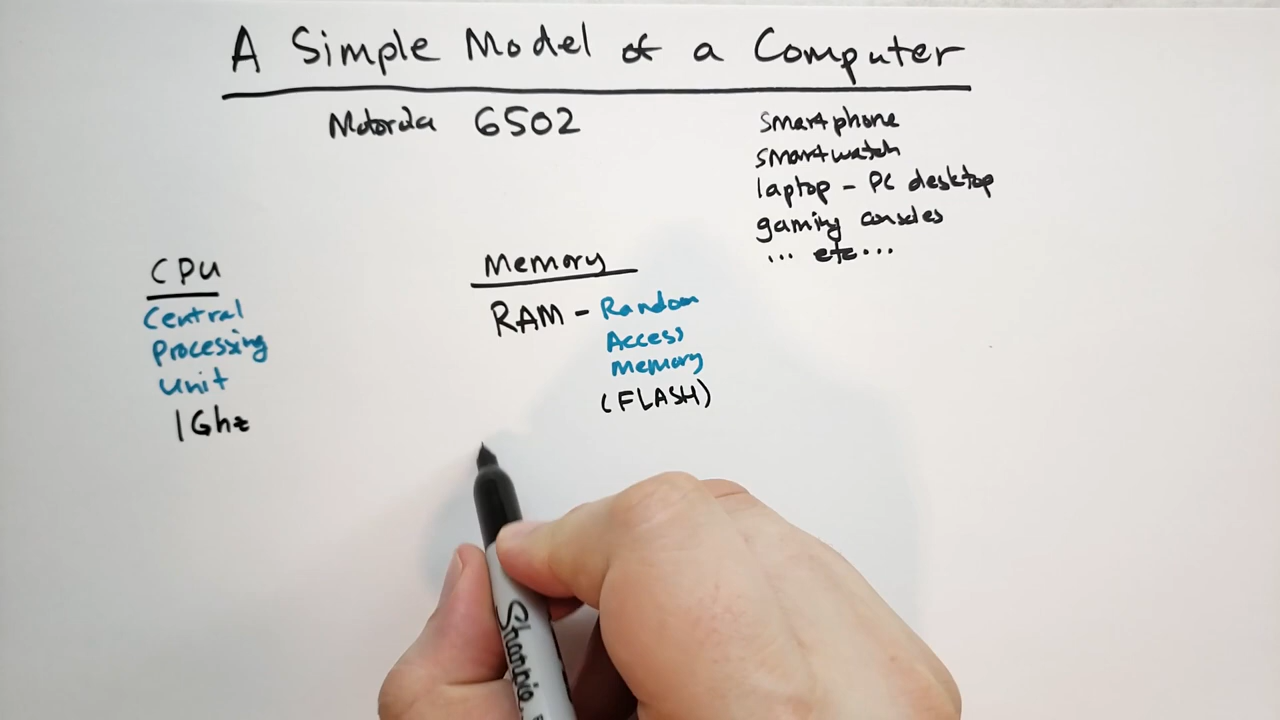 A Simple Model of a Computer
Motorola 6502
smartphone
smartwatch
laptop - PC desktop
gaming consoles
... etc ...
CPU
Central
Processing
Unit
1Ghz
Memory
RAM - Random
Access
Memory
(FLASH)
Sharpie